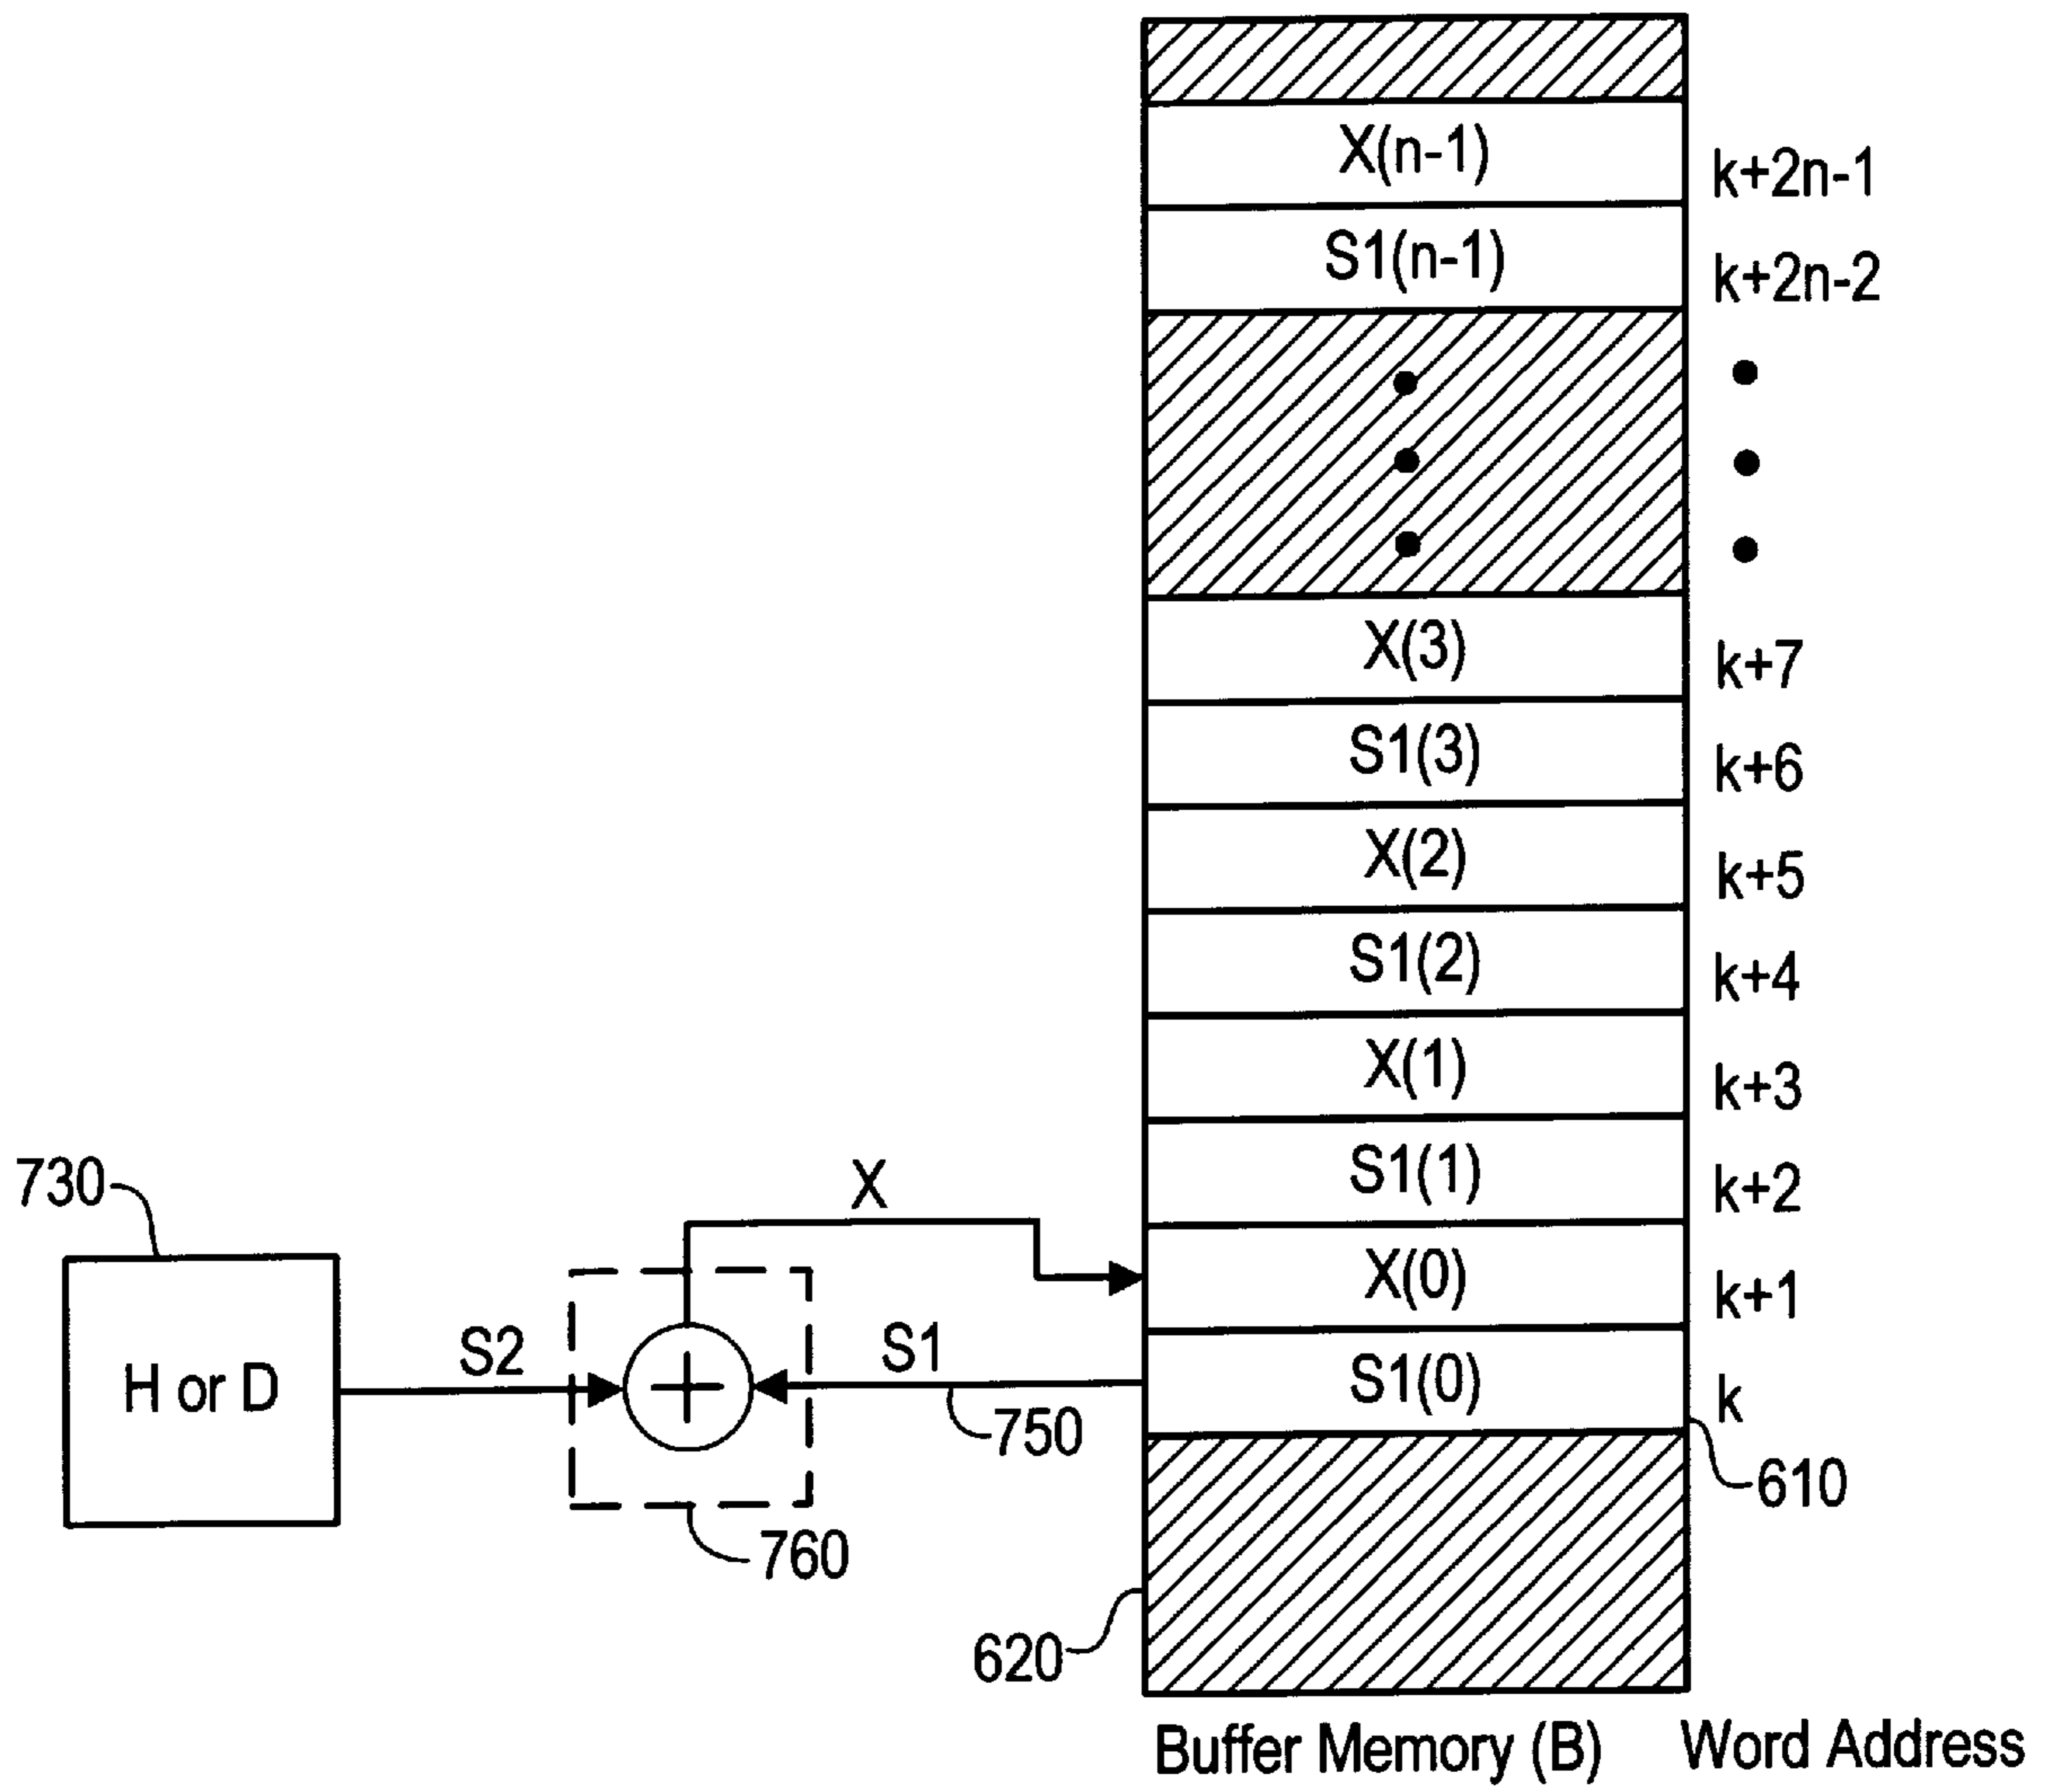 X(n-1) k+2n-1
S1(n-1) k+2n-2
X(3) k+7
S1(3) k+6
X(2) k+5
S1(2) k+4
X(1) k+3
S1(1) k+2
X(0) k+1
S1(0) k
730
X
H or D
S2
S1
750
760
610
620
Buffer Memory (B) Word Address